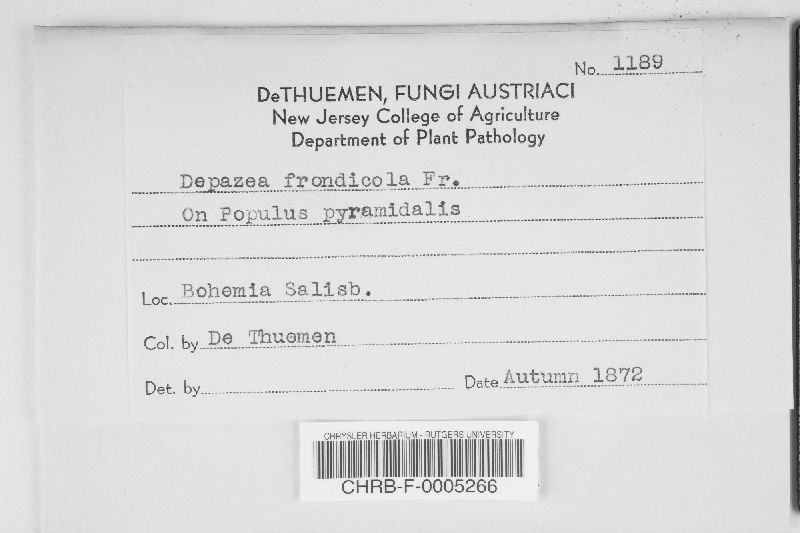 No. 1189
DeTHUEMEN, FUNGI AUSTRIACI
New Jersey College of Agriculture
Department of Plant Pathology
Depazea frondicola Fr.
On Populus pyramidalis
Loc. Bohemia Salisb.
Col. by De Thuemen
Det. by
Date Autumn 1872
CHRYSLER HERBARIUM - RUTGERS UNIVERSITY
CHRB-F-0005266